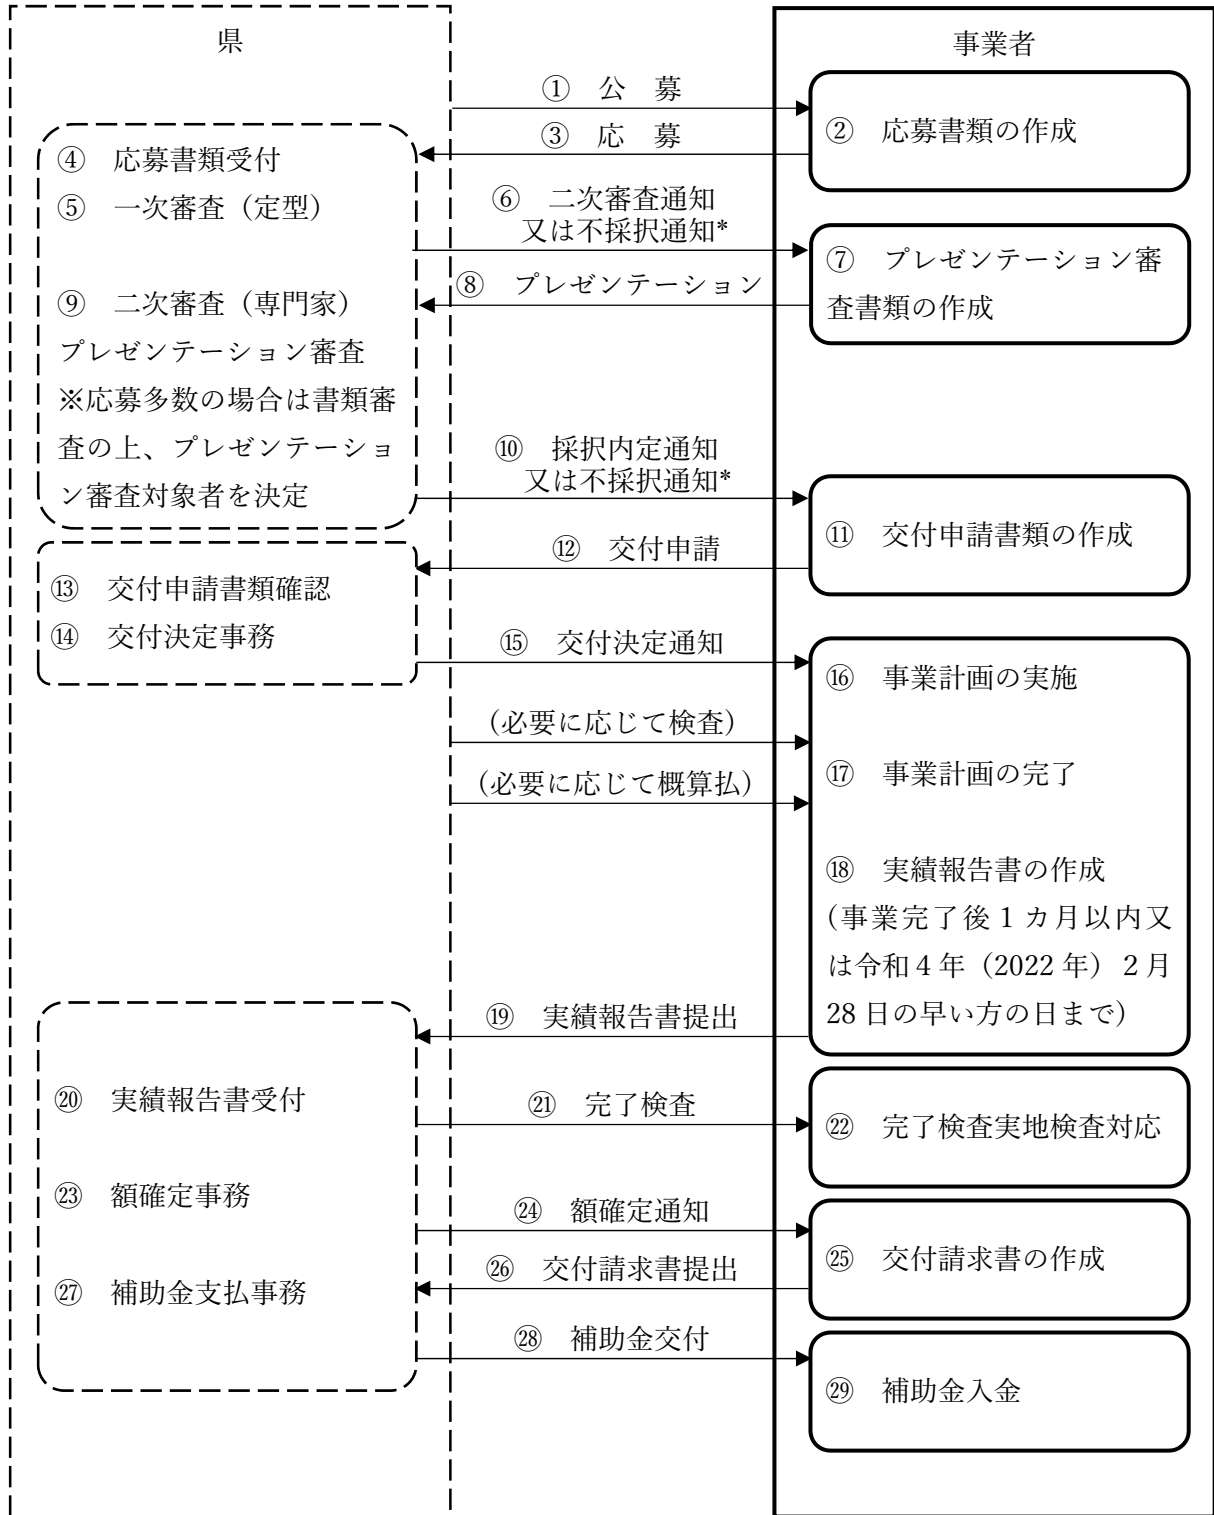 県
事業者
① 公　募
② 応募書類の作成
③ 応　募
④ 応募書類受付
⑤ 一次審査（定型）
⑥ 二次審査通知
又は不採択通知*
⑦ プレゼンテーション審
査書類の作成
⑧ プレゼンテーション
⑨ 二次審査（専門家）
プレゼンテーション審査
※応募多数の場合は書類審
査の上、プレゼンテーショ
ン審査対象者を決定
⑩ 採択内定通知
又は不採択通知*
⑪ 交付申請書類の作成
⑫ 交付申請
⑬ 交付申請書類確認
⑭ 交付決定事務
⑮ 交付決定通知
⑯ 事業計画の実施
(必要に応じて検査)
⑰ 事業計画の完了
(必要に応じて概算払)
⑱ 実績報告書の作成
(事業完了後１カ月以内又
は令和４年（2022 年）２月
28 日の早い方の日まで)
⑲ 実績報告書提出
⑳ 実績報告書受付
㉑ 完了検査
㉒ 完了検査実地検査対応
㉓ 額確定事務
㉔ 額確定通知
㉕ 交付請求書の作成
㉖ 交付請求書提出
㉗ 補助金支払事務
㉘ 補助金交付
㉙ 補助金入金